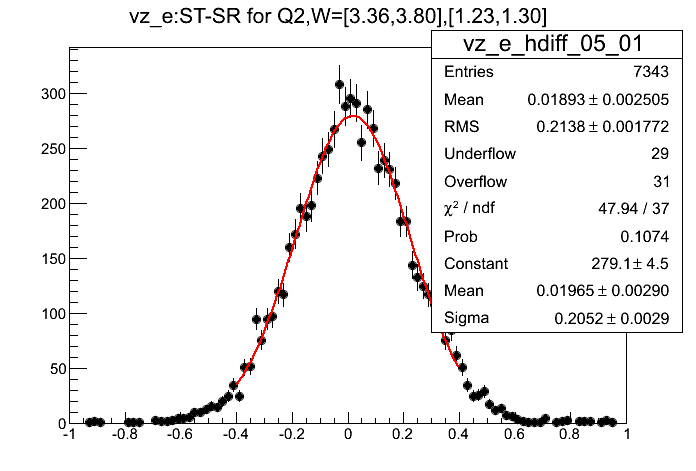 vz_e:ST-SR for Q2,W=[3.36,3.80],[1.23,1.30]
vz_e_hdiff_05_01
Entries 7343
Mean 0.01893 ± 0.002505
RMS 0.2138 ± 0.001772
Underflow 29
Overflow 31
χ² / ndf 47.94 / 37
Prob 0.1074
Constant 279.1 ± 4.5
Mean 0.01965 ± 0.00290
Sigma 0.2052 ± 0.0029
300
250
200
150
100
50
0
-1 -0.8 -0.6 -0.4 -0.2 0 0.2 0.4 0.6 0.8 1